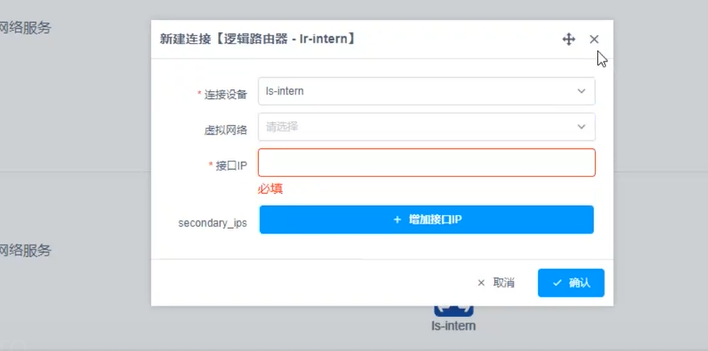 网络服务
新建连接【逻辑路由器 - lr-intern】
* 连接设备 ls-intern
虚拟网络 请选择
* 接口IP
必填
secondary_ips + 增加接口IP
网络服务
× 取消 ✓ 确认
ls-intern